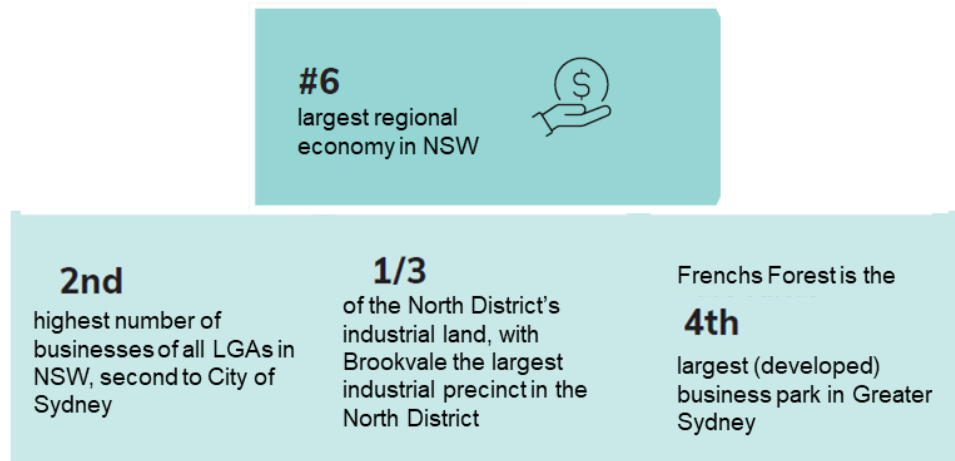 #6
largest regional
economy in NSW
$
2nd
highest number of
businesses of all LGAs in
NSW, second to City of
Sydney
1/3
of the North District's
industrial land, with
Brookvale the largest
industrial precinct in the
North District
Frenchs Forest is the
4th
largest (developed)
business park in Greater
Sydney